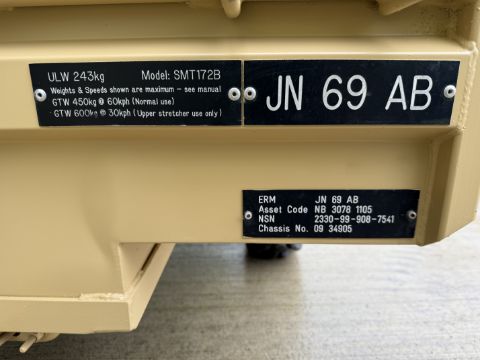 ULW 243kg Model: SMT172B
Weights & Speeds shown are maximum - see manual
GTW 450kg @ 60kph (Normal use)
GTW 600kg @ 30kph (Upper stretcher use only)
JN 69 AB
ERM JN 69 AB
Asset Code NB 3078 1105
NSN 2330-99-908-7541
Chassis No. 09 34905